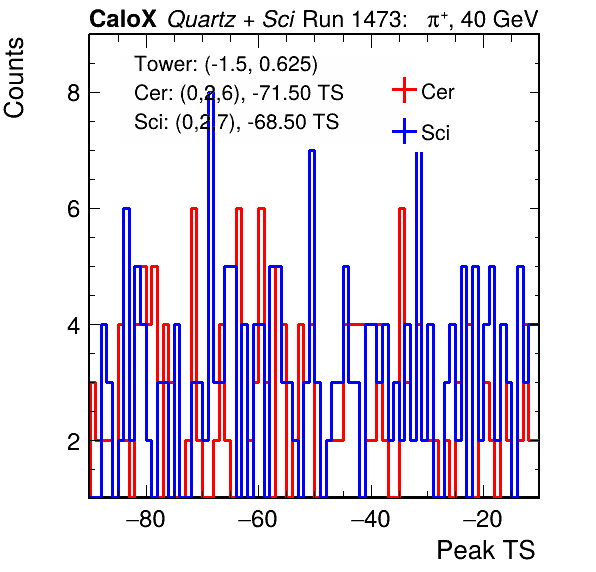 CaloX Quartz + Sci Run 1473: π+, 40 GeV
Counts
Tower: (-1.5, 0.625)
Cer: (0,2,6), -71.50 TS
Sci: (0,2,7), -68.50 TS
Cer
Sci
8
6
4
2
−80 −60 −40 −20
Peak TS